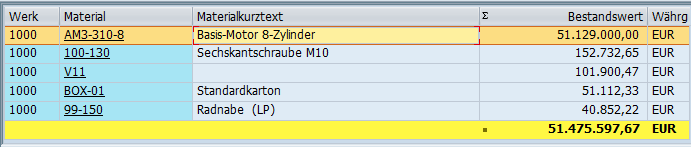 Werk Material Materialkurztext Σ Bestandswert Währg
1000 AM3-310-8 Basis-Motor 8-Zylinder 51.129.000,00 EUR
1000 100-130 Sechskantschraube M10 152.732,65 EUR
1000 V11 101.900,47 EUR
1000 BOX-01 Standardkarton 51.112,33 EUR
1000 99-150 Radnabe (LP) 40.852,22 EUR
51.475.597,67 EUR